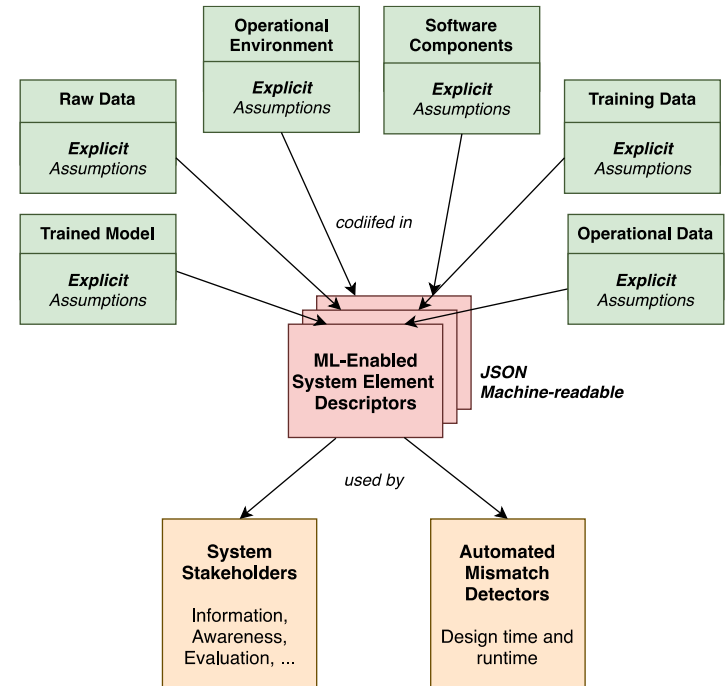 Operational
Environment
Explicit
Assumptions
Software
Components
Explicit
Assumptions
Raw Data
Explicit
Assumptions
Training Data
Explicit
Assumptions
Trained Model
Explicit
Assumptions
codiifed in
Operational Data
Explicit
Assumptions
ML-Enabled
System Element
Descriptors
JSON
Machine-readable
used by
System
Stakeholders
Information,
Awareness,
Evaluation, ...
Automated
Mismatch
Detectors
Design time and
runtime